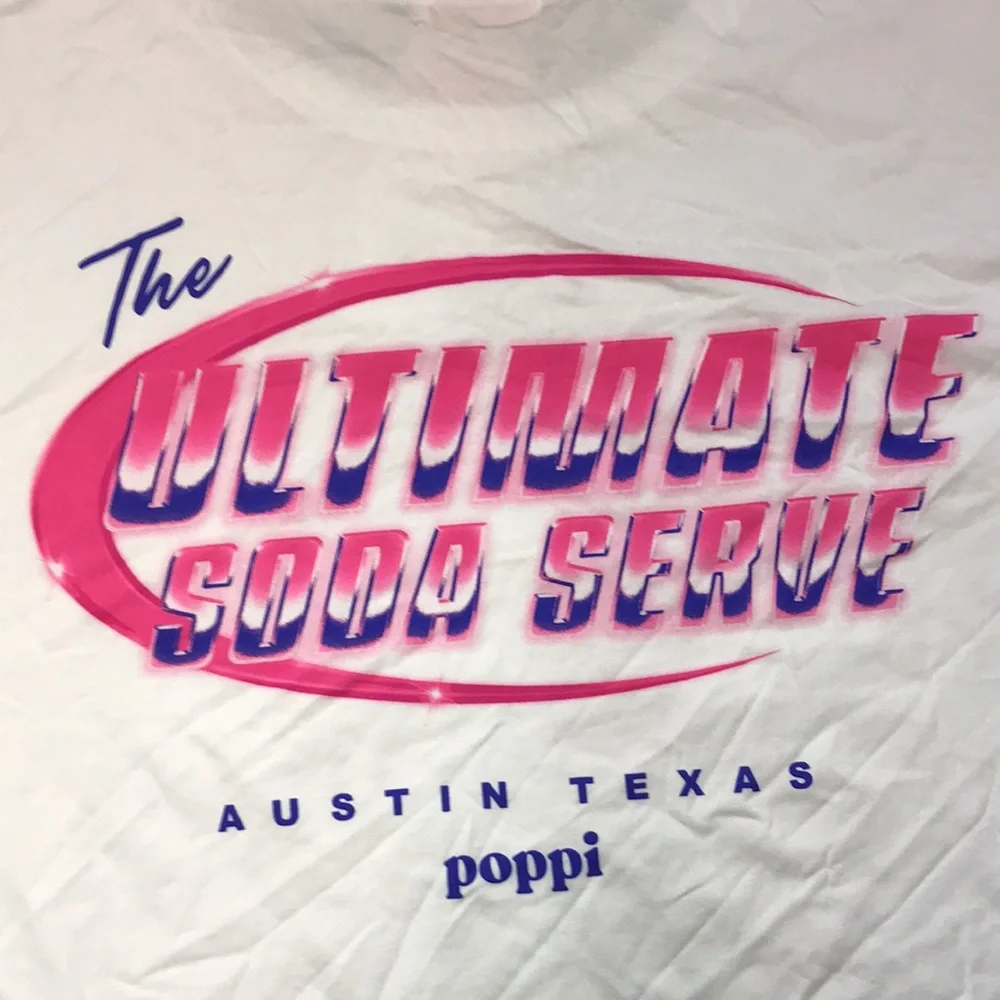 The
ULTIMATE
SODA SERVE
AUSTIN TEXAS
poppi